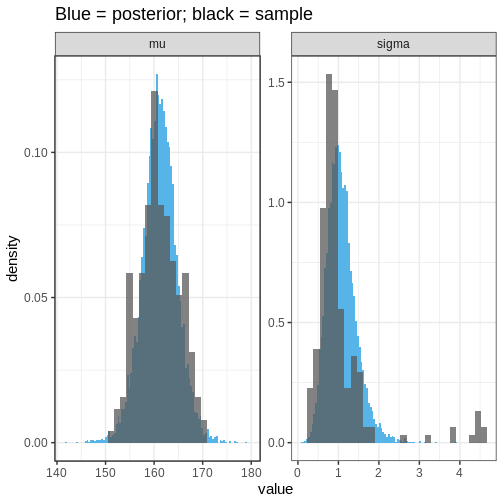 Blue = posterior; black = sample
mu
sigma
density
0.10
0.05
0.00
1.5
1.0
0.5
0.0
140 150 160 170 180
0 1 2 3 4
value